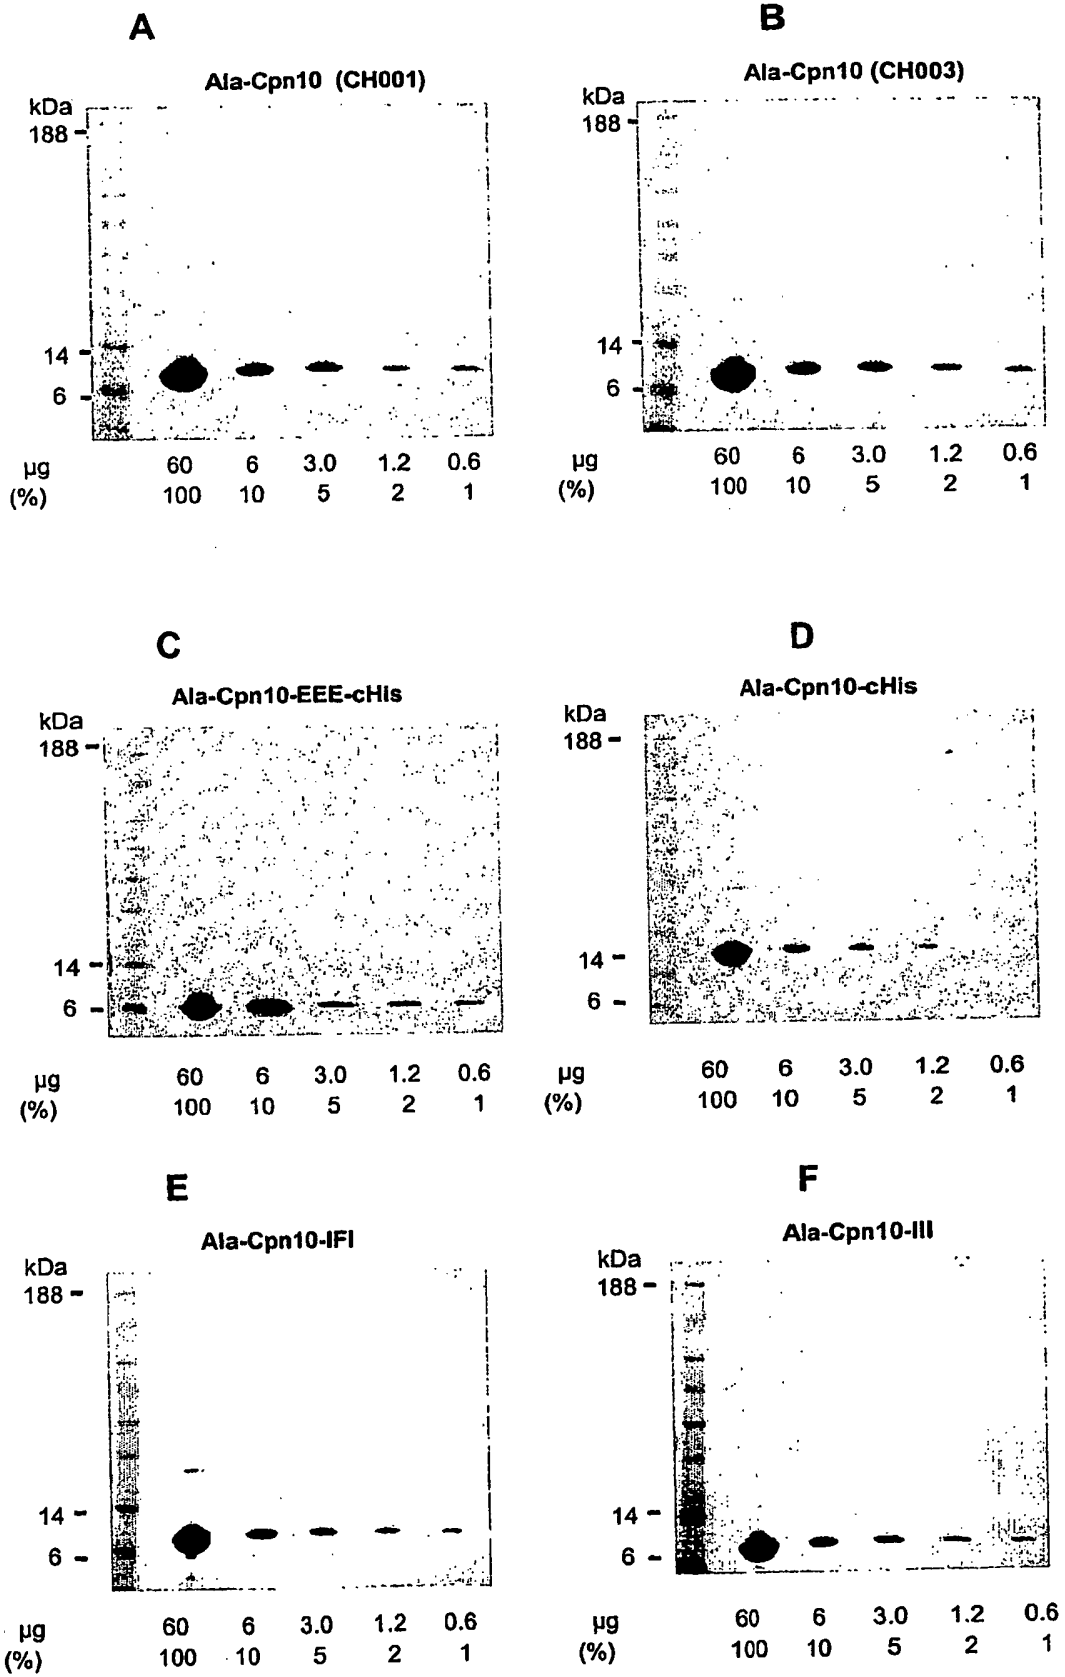 A
Ala-Cpn10 (CH001)
kDa
188
14
6
µg 60 6 3.0 1.2 0.6
(%) 100 10 5 2 1
B
Ala-Cpn10 (CH003)
kDa
188
14
6
µg 60 6 3.0 1.2 0.6
(%) 100 10 5 2 1
C
Ala-Cpn10-EEE-cHis
kDa
188
14
6
µg 60 6 3.0 1.2 0.6
(%) 100 10 5 2 1
D
Ala-Cpn10-cHis
kDa
188
14
6
µg 60 6 3.0 1.2 0.6
(%) 100 10 5 2 1
E
Ala-Cpn10-IFI
kDa
188
14
6
µg 60 6 3.0 1.2 0.6
(%) 100 10 5 2 1
F
Ala-Cpn10-III
kDa
188
14
6
µg 60 6 3.0 1.2 0.6
(%) 100 10 5 2 1